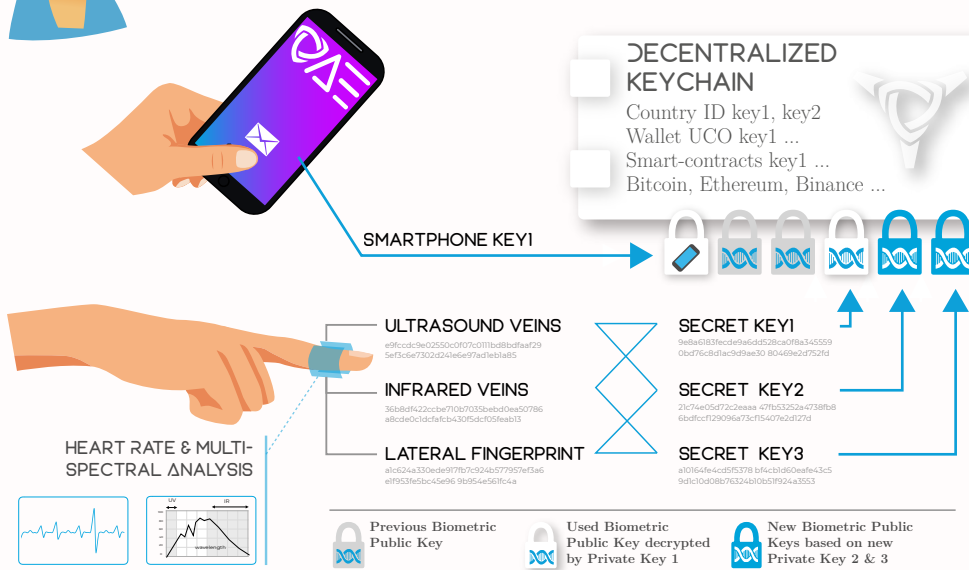 DECENTRALIZED
KEYCHAIN
Country ID key1, key2
Wallet UCO key1 ...
Smart-contracts key1 ...
Bitcoin, Ethereum, Binance ...
SMARTPHONE KEY1
ULTRASOUND VEINS
e9fccdc9e02550c0f07c0111bd8bdfaaf29
5ef3c6e7302d241e6e97ad1eb1a85
INFRARED VEINS
36b8df422ccbe710b7035bebd0ea50786
a8cde0c1dcfafcb430f5dcf05feab13
LATERAL FINGERPRINT
a1c624a330ede917fb7c924b577957ef3a6
e1f953fe5bc45e96 9b954e561fc4a
SECRET KEY1
9e8a6183fecde9a6dd528ca0f8a345559
0bd76c8d1ac9d9ae30 80469e2d752fd
SECRET KEY2
21c74e05d72c2eaaa 47fb53252a4738fb8
6bdfccf129096a73cf15407e2d127d
SECRET KEY3
a10164fe4cd5f5378 bf4cb1d60eafe43c5
9d1c10d08b76324b10b51f924a3553
HEART RATE & MULTI-
SPECTRAL ANALYSIS
UV
IR
wavelength
Previous Biometric
Public Key
Used Biometric
Public Key decrypted
by Private Key 1
New Biometric Public
Keys based on new
Private Key 2 & 3